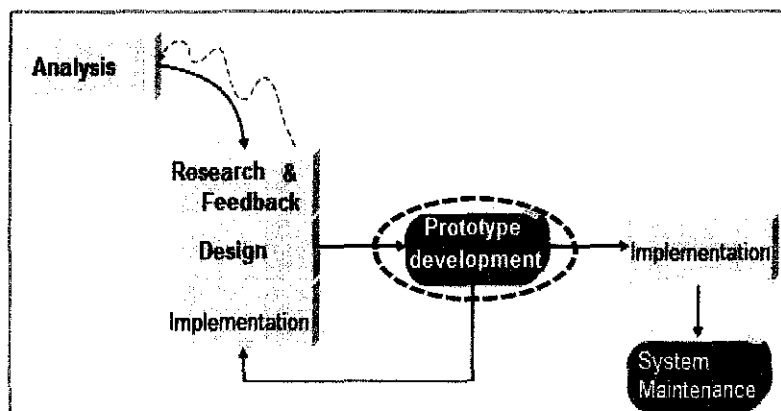 Analysis
Research &
Feedback
Design
Implementation
Prototype
development
Implementation
System
Maintenance